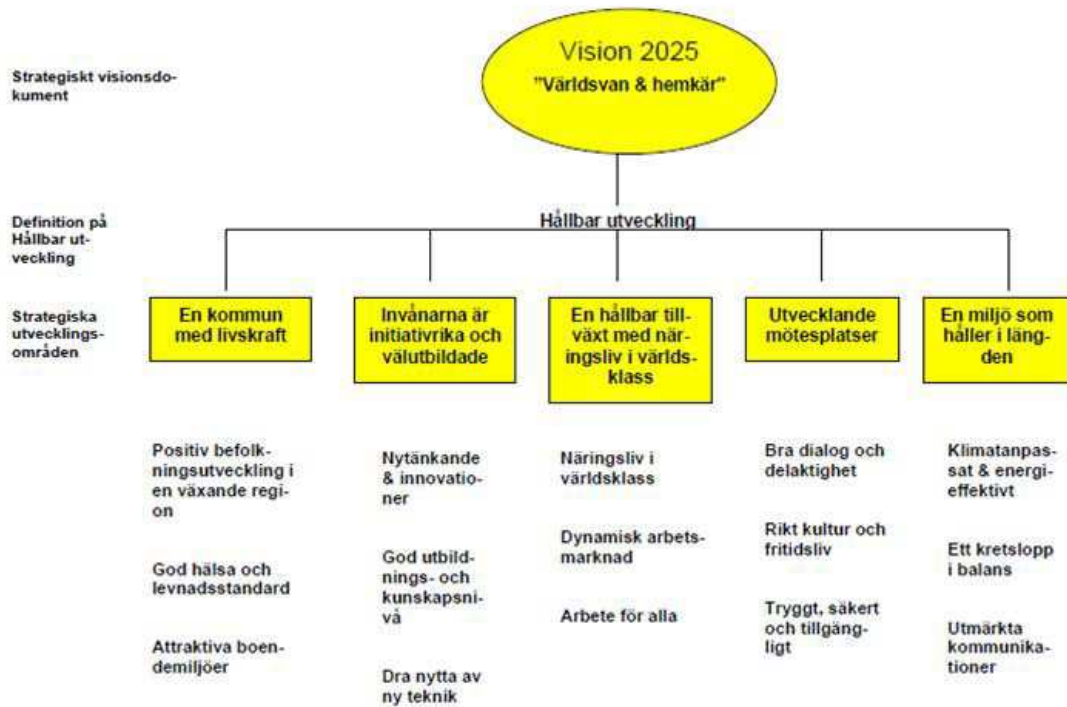 Vision 2025
"Världsvan & hemkär"
Strategiskt visionsdo-
kument
Definition på
Hållbar ut-
veckling
Hållbar utveckling
Strategiska
utvecklings-
områden
En kommun
med livskraft
Invånarna är
initiativrika och
välutbildade
En hållbar till-
växt med när-
ingsliv i världs-
klass
Utvecklande
mötesplatser
En miljö som
håller i läng-
den
Positiv befolk-
ningsutveckling i
en växande regi-
on
God hälsa och
levnadsstandard
Attraktiva boen-
demiljöer
Nytänkande
& innovatio-
ner
God utbild-
nings- och
kunskapsni-
vå
Dra nytta av
ny teknik
Näringsliv i
världsklass
Dynamisk arbets-
marknad
Arbete för alla
Bra dialog och
delaktighet
Rikt kultur och
fritidsliv
Tryggt, säkert
och tillgäng-
ligt
Klimatanpas-
sat & energi-
effektivt
Ett kretslopp
i balans
Utmärkta
kommunika-
tioner